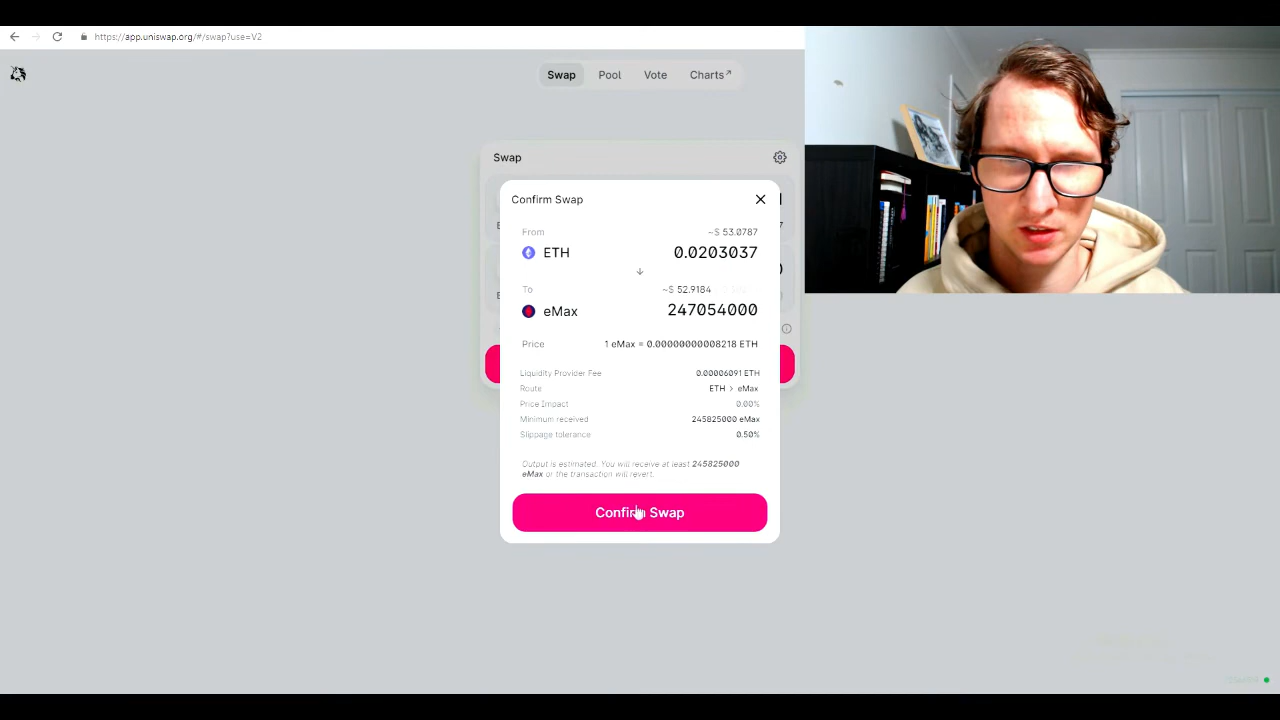 https://app.uniswap.org/#/swap?use=V2
Swap Pool Vote Charts↗
Swap
Confirm Swap
From ~$ 53.0787
ETH 0.0203037
To ~$ 52.9184
eMax 247054000
Price 1 eMax = 0.00000000008218 ETH
Liquidity Provider Fee 0.00006091 ETH
Route ETH > eMax
Price Impact 0.00%
Minimum received 245825000 eMax
Slippage tolerance 0.50%
Output is estimated. You will receive at least 245825000
eMax or the transaction will revert.
Confirm Swap